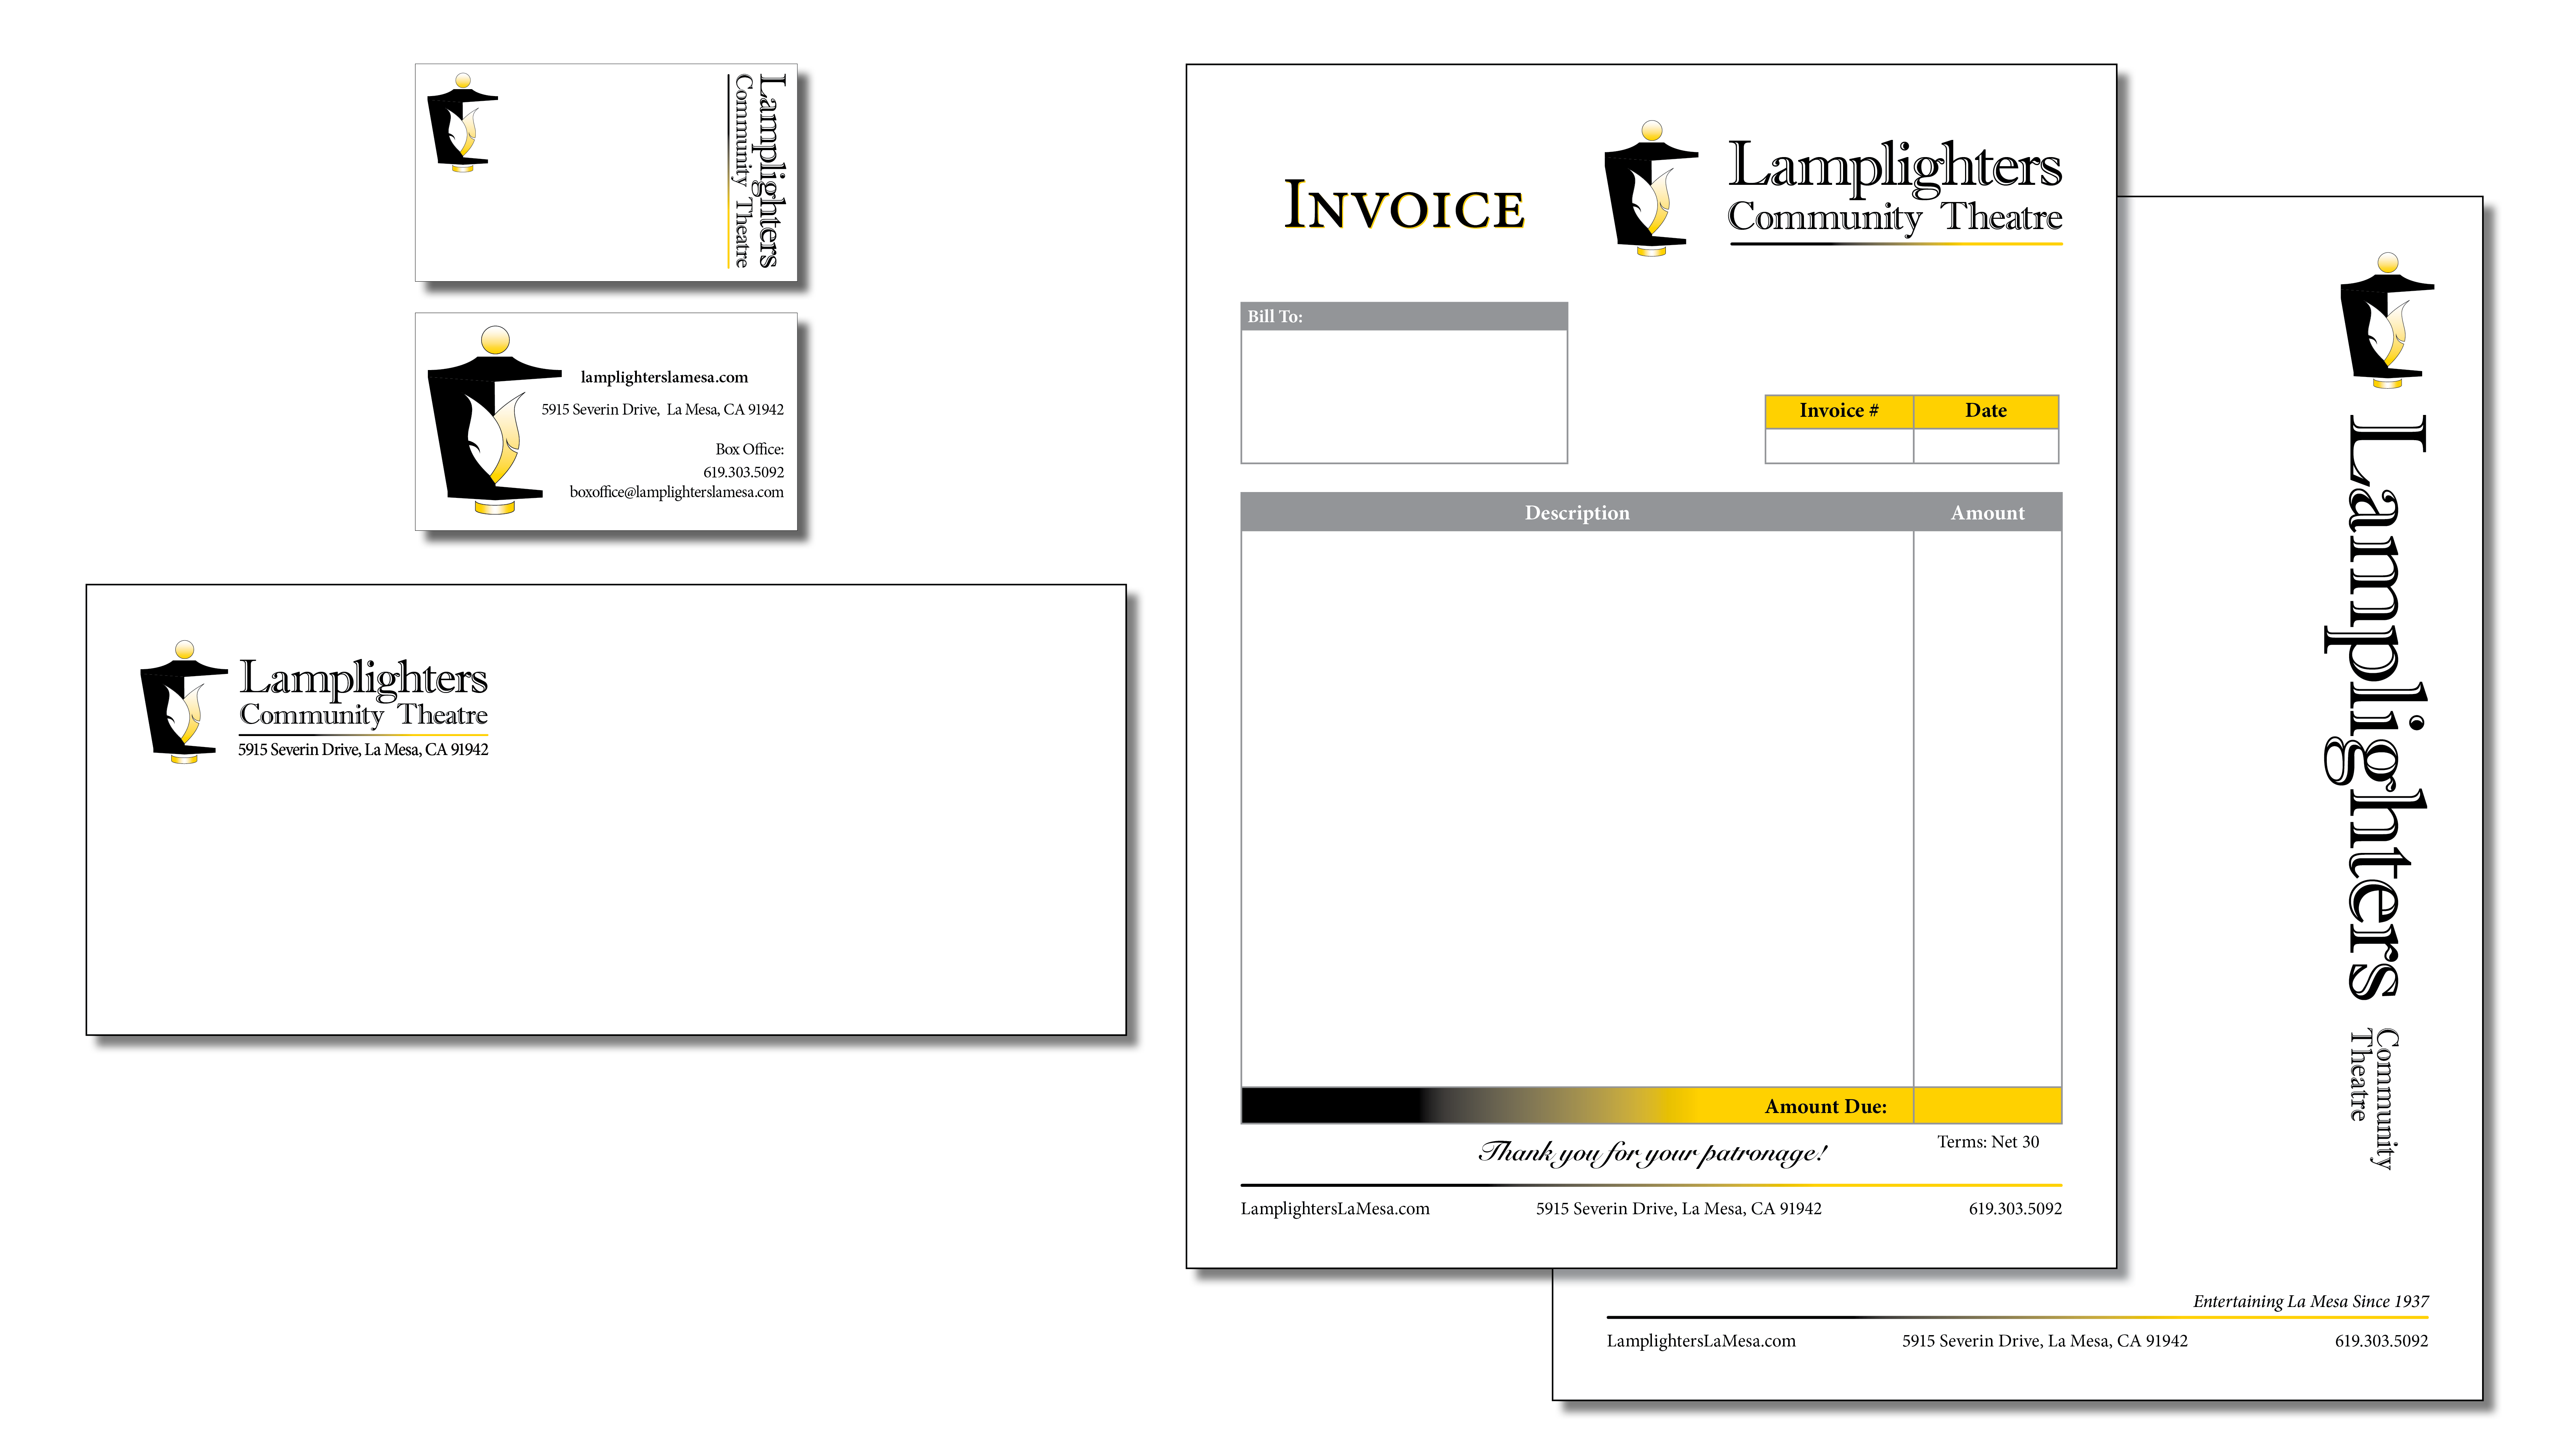 Lamplighters
Community Theatre
lamplighterslamesa.com
5915 Severin Drive, La Mesa, CA 91942
Box Office:
619.303.5092
boxoffice@lamplighterslamesa.com
Lamplighters
Community Theatre
5915 Severin Drive, La Mesa, CA 91942
Invoice
Lamplighters
Community Theatre
Bill To:
Invoice # Date
Description Amount
Amount Due:
Terms: Net 30
Thank you for your patronage!
LamplightersLaMesa.com 5915 Severin Drive, La Mesa, CA 91942 619.303.5092
Lamplighters
Community
Theatre
Entertaining La Mesa Since 1937
LamplightersLaMesa.com 5915 Severin Drive, La Mesa, CA 91942 619.303.5092